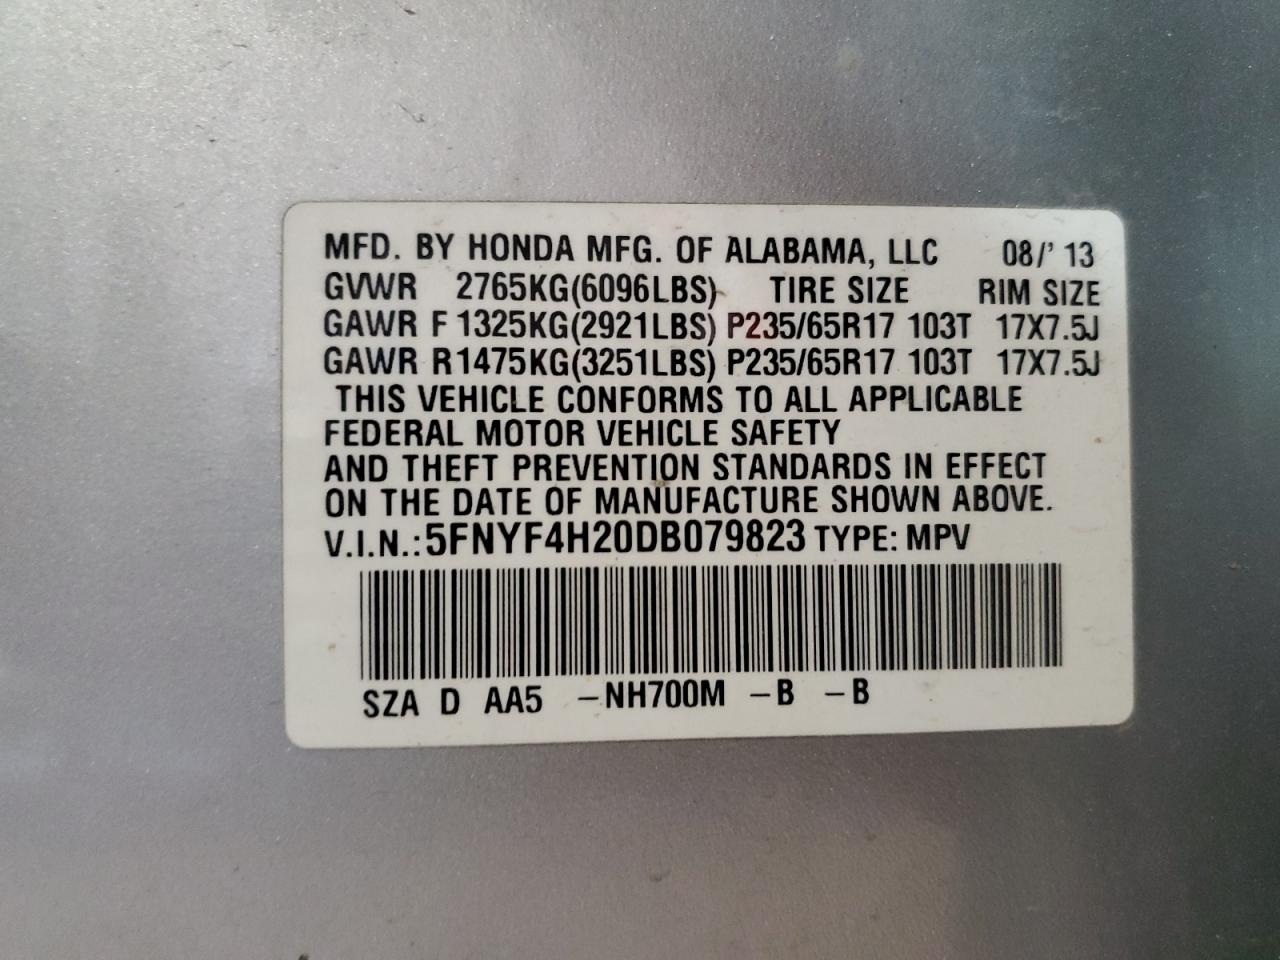 MFD. BY HONDA MFG. OF ALABAMA, LLC 08/' 13
GVWR 2765KG(6096LBS) TIRE SIZE RIM SIZE
GAWR F 1325KG(2921LBS) P235/65R17 103T 17X7.5J
GAWR R1475KG(3251LBS) P235/65R17 103T 17X7.5J
THIS VEHICLE CONFORMS TO ALL APPLICABLE
FEDERAL MOTOR VEHICLE SAFETY
AND THEFT PREVENTION STANDARDS IN EFFECT
ON THE DATE OF MANUFACTURE SHOWN ABOVE.
V.I.N.: 5FNYF4H20DB079823 TYPE: MPV
SZA D AA5 –NH700M –B –B